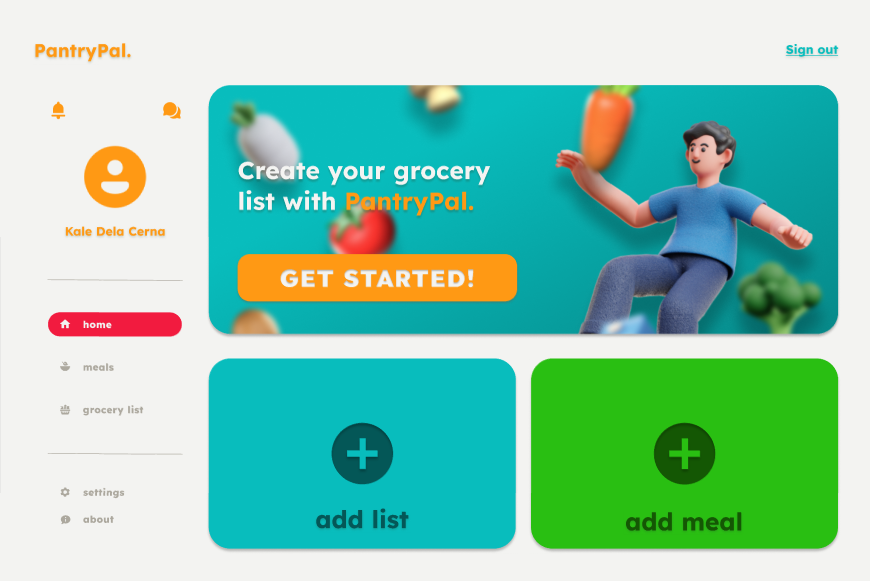 PantryPal.
Sign out
Kale Dela Cerna
home
meals
grocery list
settings
about
Create your grocery
list with PantryPal.
GET STARTED!
add list
add meal